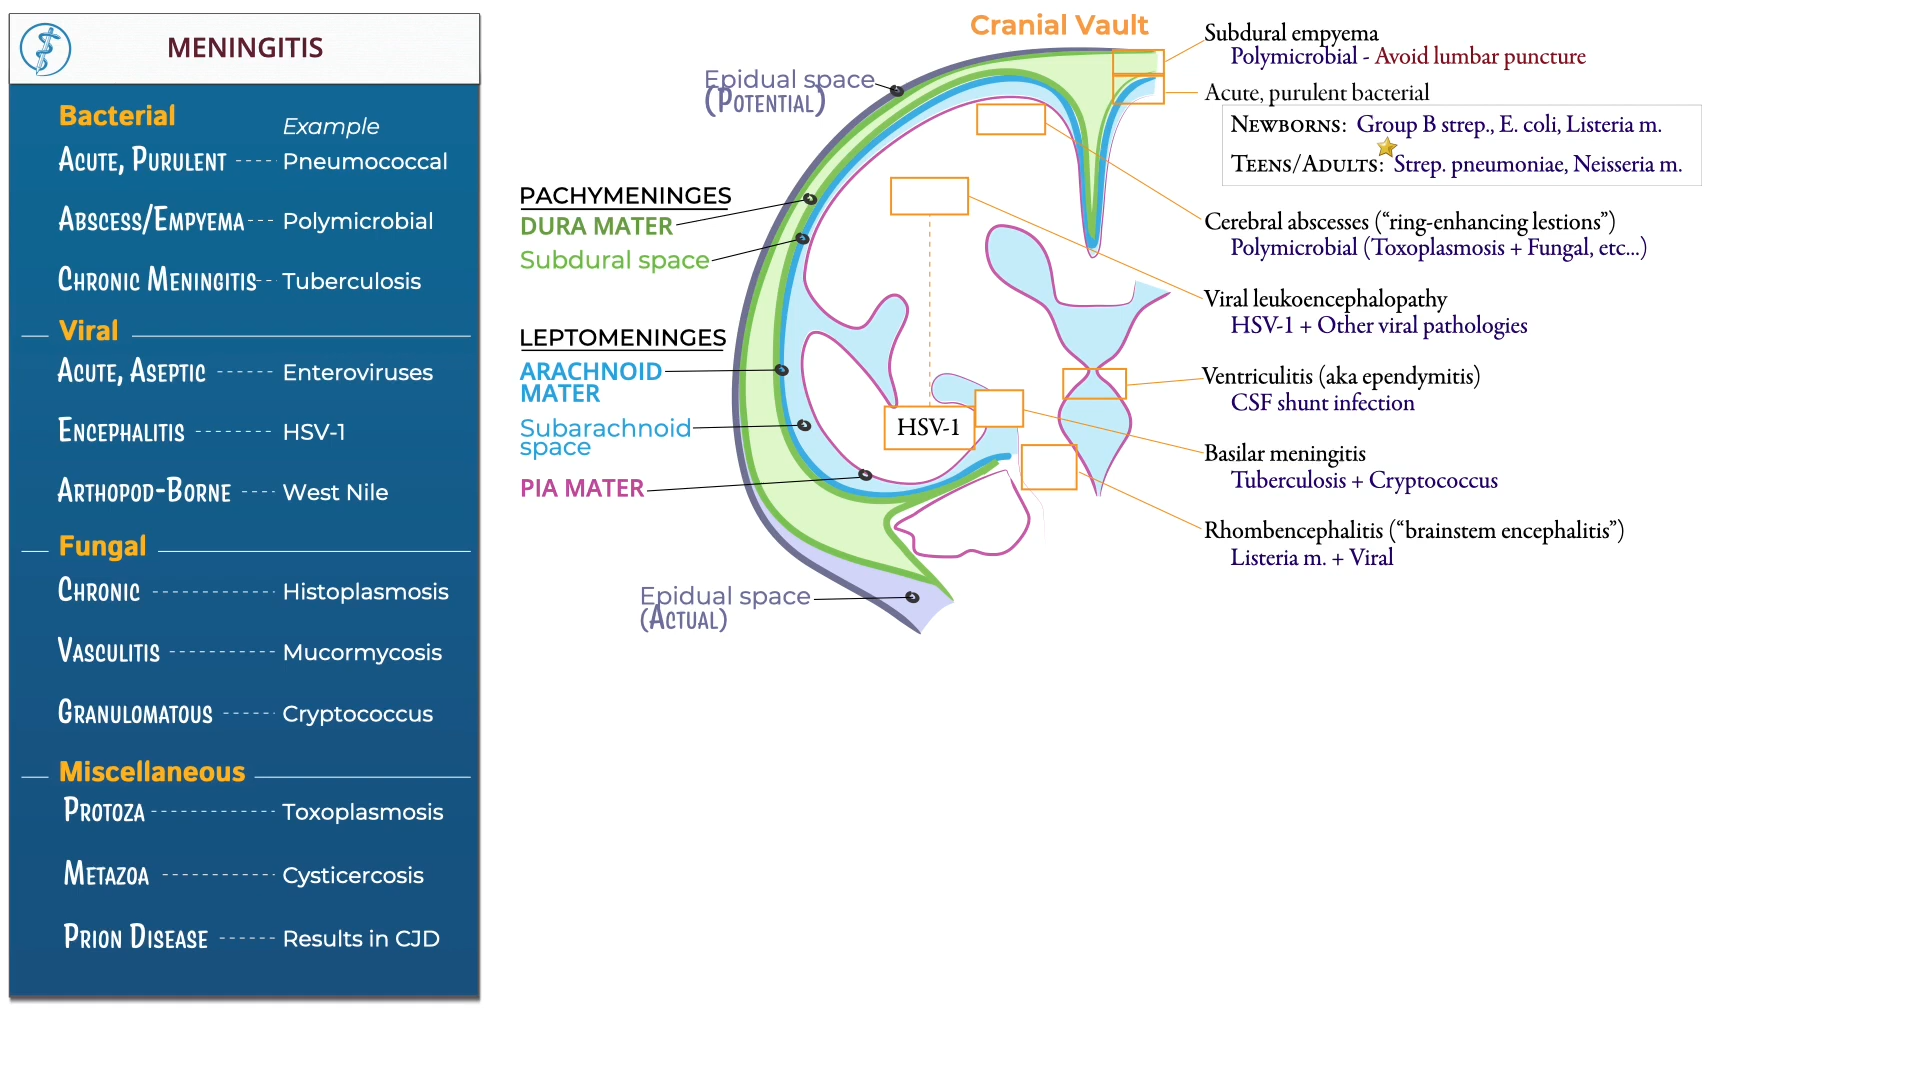 MENINGITIS
Bacterial
Example
Acute, Purulent ---- Pneumococcal
Abscess/Empyema --- Polymicrobial
Chronic Meningitis -- Tuberculosis
Viral
Acute, Aseptic ------ Enteroviruses
Encephalitis -------- HSV-1
Arthopod-Borne ---- West Nile
Fungal
Chronic ------------- Histoplasmosis
Vasculitis ----------- Mucormycosis
Granulomatous ----- Cryptococcus
Miscellaneous
Protoza ------------- Toxoplasmosis
Metazoa ------------ Cysticercosis
Prion Disease ------ Results in CJD
Cranial Vault
Epidual space
(Potential)
PACHYMENINGES
DURA MATER
Subdural space
LEPTOMENINGES
ARACHNOID
MATER
Subarachnoid
space
PIA MATER
Epidual space
(Actual)
HSV-1
Subdural empyema
Polymicrobial - Avoid lumbar puncture
Acute, purulent bacterial
Newborns: Group B strep., E. coli, Listeria m.
Teens/Adults: Strep. pneumoniae, Neisseria m.
Cerebral abscesses (“ring-enhancing lestions”)
Polymicrobial (Toxoplasmosis + Fungal, etc...)
Viral leukoencephalopathy
HSV-1 + Other viral pathologies
Ventriculitis (aka ependymitis)
CSF shunt infection
Basilar meningitis
Tuberculosis + Cryptococcus
Rhombencephalitis (“brainstem encephalitis”)
Listeria m. + Viral